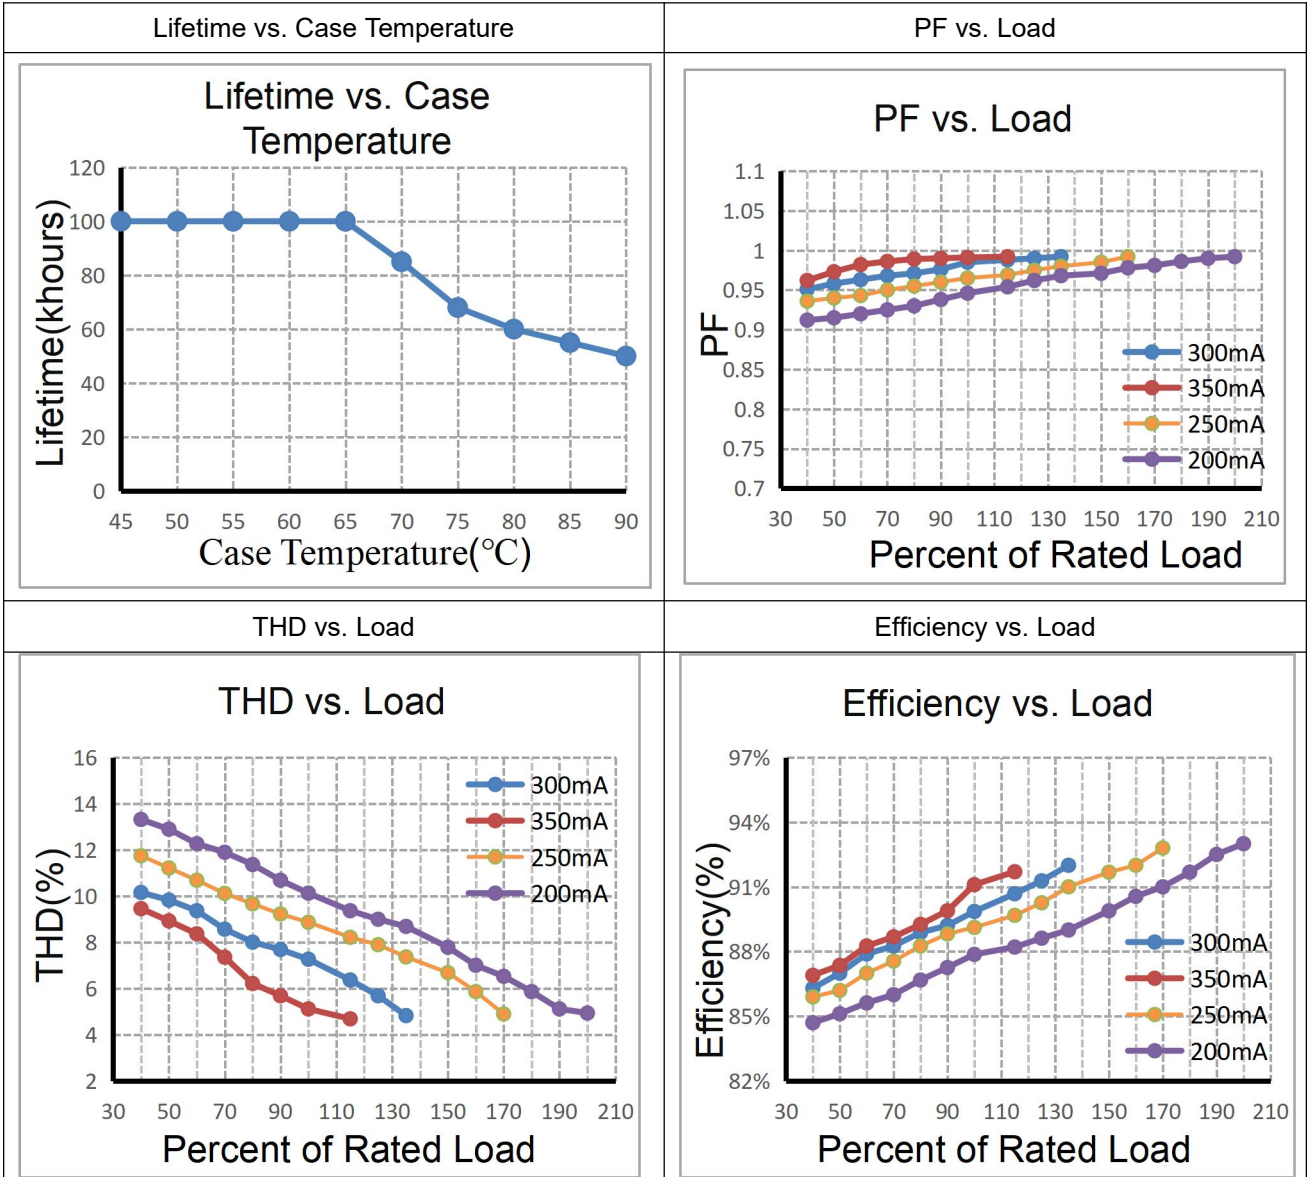 Lifetime vs. Case Temperature
PF vs. Load
Lifetime vs. Case
Temperature
120
100
80
60
40
20
0
Lifetime(khours)
45 50 55 60 65 70 75 80 85 90
Case Temperature(℃)
PF vs. Load
1.1
1.05
1
0.95
0.9
0.85
0.8
0.75
0.7
PF
300mA
350mA
250mA
200mA
30 50 70 90 110 130 150 170 190 210
Percent of Rated Load
THD vs. Load
Efficiency vs. Load
THD vs. Load
16
14
12
10
8
6
4
2
THD(%)
300mA
350mA
250mA
200mA
30 50 70 90 110 130 150 170 190 210
Percent of Rated Load
Efficiency vs. Load
97%
94%
91%
88%
85%
82%
Efficiency(%)
300mA
350mA
250mA
200mA
30 50 70 90 110 130 150 170 190 210
Percent of Rated Load